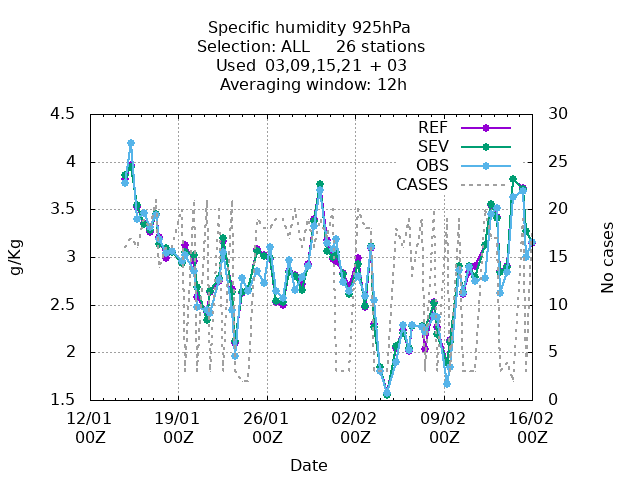 Specific humidity 925hPa
Selection: ALL 26 stations
Used 03,09,15,21 + 03
Averaging window: 12h
4.5
4
3.5
3
2.5
2
1.5
g/Kg
REF
SEV
OBS
CASES
30
25
20
15
10
5
0
No cases
12/01 19/01 26/01 02/02 09/02 16/02
00Z 00Z 00Z 00Z 00Z 00Z
Date